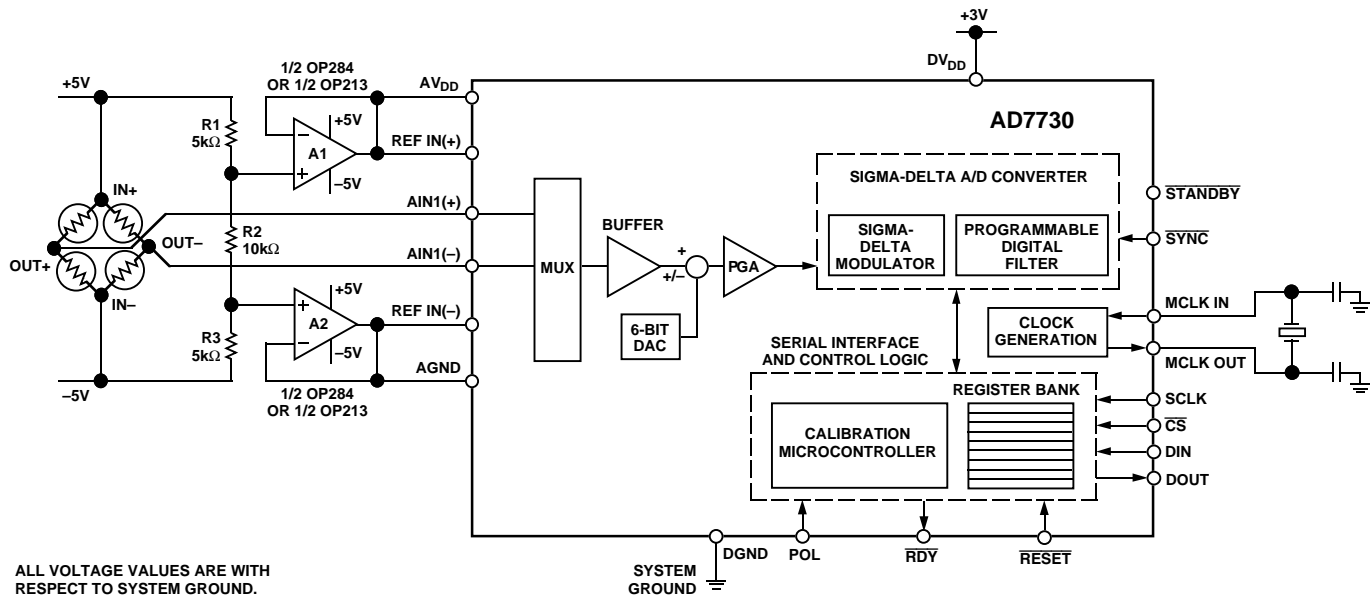 +3V
DVDD
1/2 OP284
OR 1/2 OP213
AVDD
+5V
R1
5kΩ
+5V
−
A1
+
−5V
REF IN(+)
AD7730
SIGMA-DELTA A/D CONVERTER
STANDBY
IN+
AIN1(+)
BUFFER
SIGMA-
DELTA
MODULATOR
PROGRAMMABLE
DIGITAL
FILTER
SYNC
R2
10kΩ
OUT–
OUT+
AIN1(–)
MUX
+
+/–
PGA
IN–
+5V
+
A2
−
–5V
REF IN(–)
6-BIT
DAC
CLOCK
GENERATION
MCLK IN
MCLK OUT
R3
5kΩ
SERIAL INTERFACE
AND CONTROL LOGIC
AGND
–5V
1/2 OP284
OR 1/2 OP213
REGISTER BANK
SCLK
CS
DIN
DOUT
CALIBRATION
MICROCONTROLLER
SYSTEM
GROUND
DGND
POL
RDY
RESET
ALL VOLTAGE VALUES ARE WITH
RESPECT TO SYSTEM GROUND.